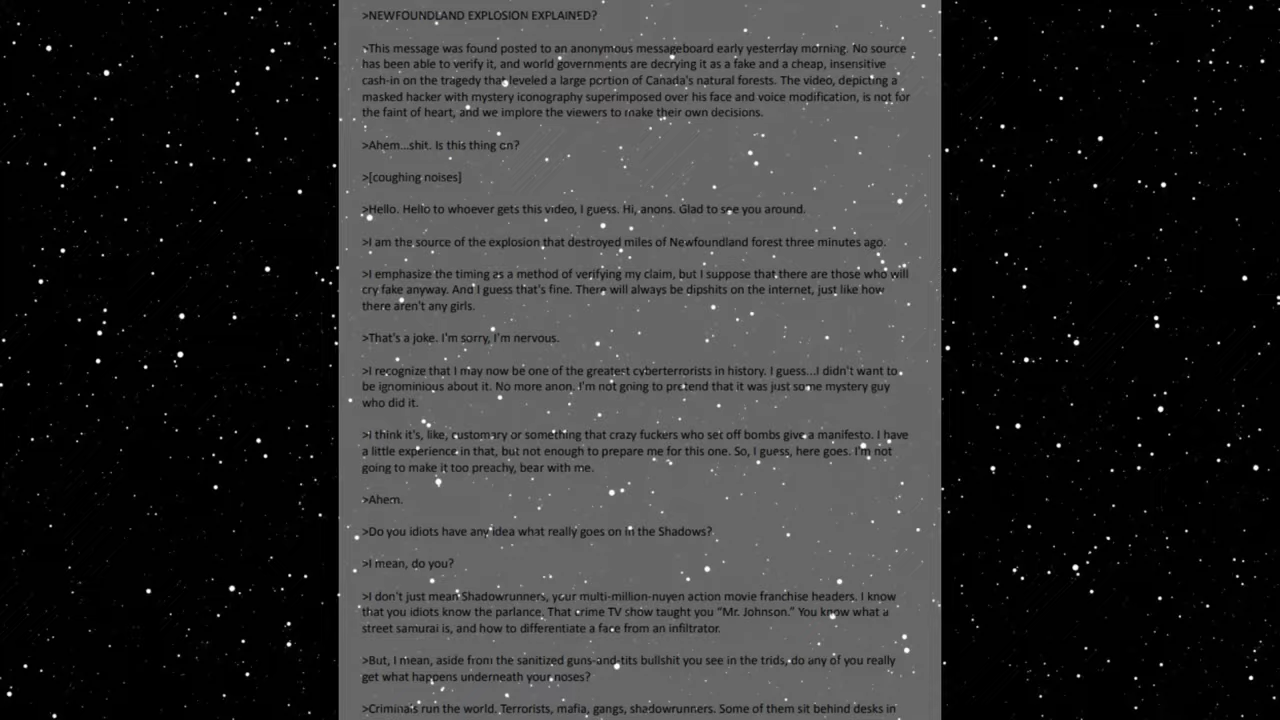 >NEWFOUNDLAND EXPLOSION EXPLAINED?
>This message was found posted to an anonymous messageboard early yesterday morning. No source
has been able to verify it, and world governments are decrying it as a fake and a cheap, insensitive
cash-in on the tragedy that leveled a large portion of Canada's natural forests. The video, depicting a
masked hacker with mystery iconography superimposed over his face and voice modification, is not for
the faint of heart, and we implore the viewers to make their own decisions.
>Ahem...shit. Is this thing on?
>[coughing noises]
>Hello. Hello to whoever gets this video, I guess. Hi, anons. Glad to see you around.
>I am the source of the explosion that destroyed miles of Newfoundland forest three minutes ago.
>I emphasize the timing as a method of verifying my claim, but I suppose that there are those who will
cry fake anyway. And I guess that's fine. There will always be dipshits on the internet, just like how
there aren't any girls.
>That's a joke. I'm sorry, I'm nervous.
>I recognize that I may now be one of the greatest cyberterrorists in history. I guess...I didn't want to
be ignominious about it. No more anon. I'm not going to pretend that it was just some mystery guy
who did it.
>I think it's, like, customary or something that crazy fuckers who set off bombs give a manifesto. I have
a little experience in that, but not enough to prepare me for this one. So, I guess, here goes. I'm not
going to make it too preachy, bear with me.
>Ahem.
>Do you idiots have any idea what really goes on in the Shadows?
>I mean, do you?
>I don't just mean Shadowrunners, your multi-million-nuyen action movie franchise headers. I know
that you idiots know the parlance. That crime TV show taught you "Mr. Johnson." You know what a
street samurai is, and how to differentiate a face from an infiltrator.
>But, I mean, aside from the sanitized guns-and-tits bullshit you see in the trids, do any of you really
get what happens underneath your noses?
>Criminals run the world. Terrorists, mafia, gangs, shadowrunners. Some of them sit behind desks in